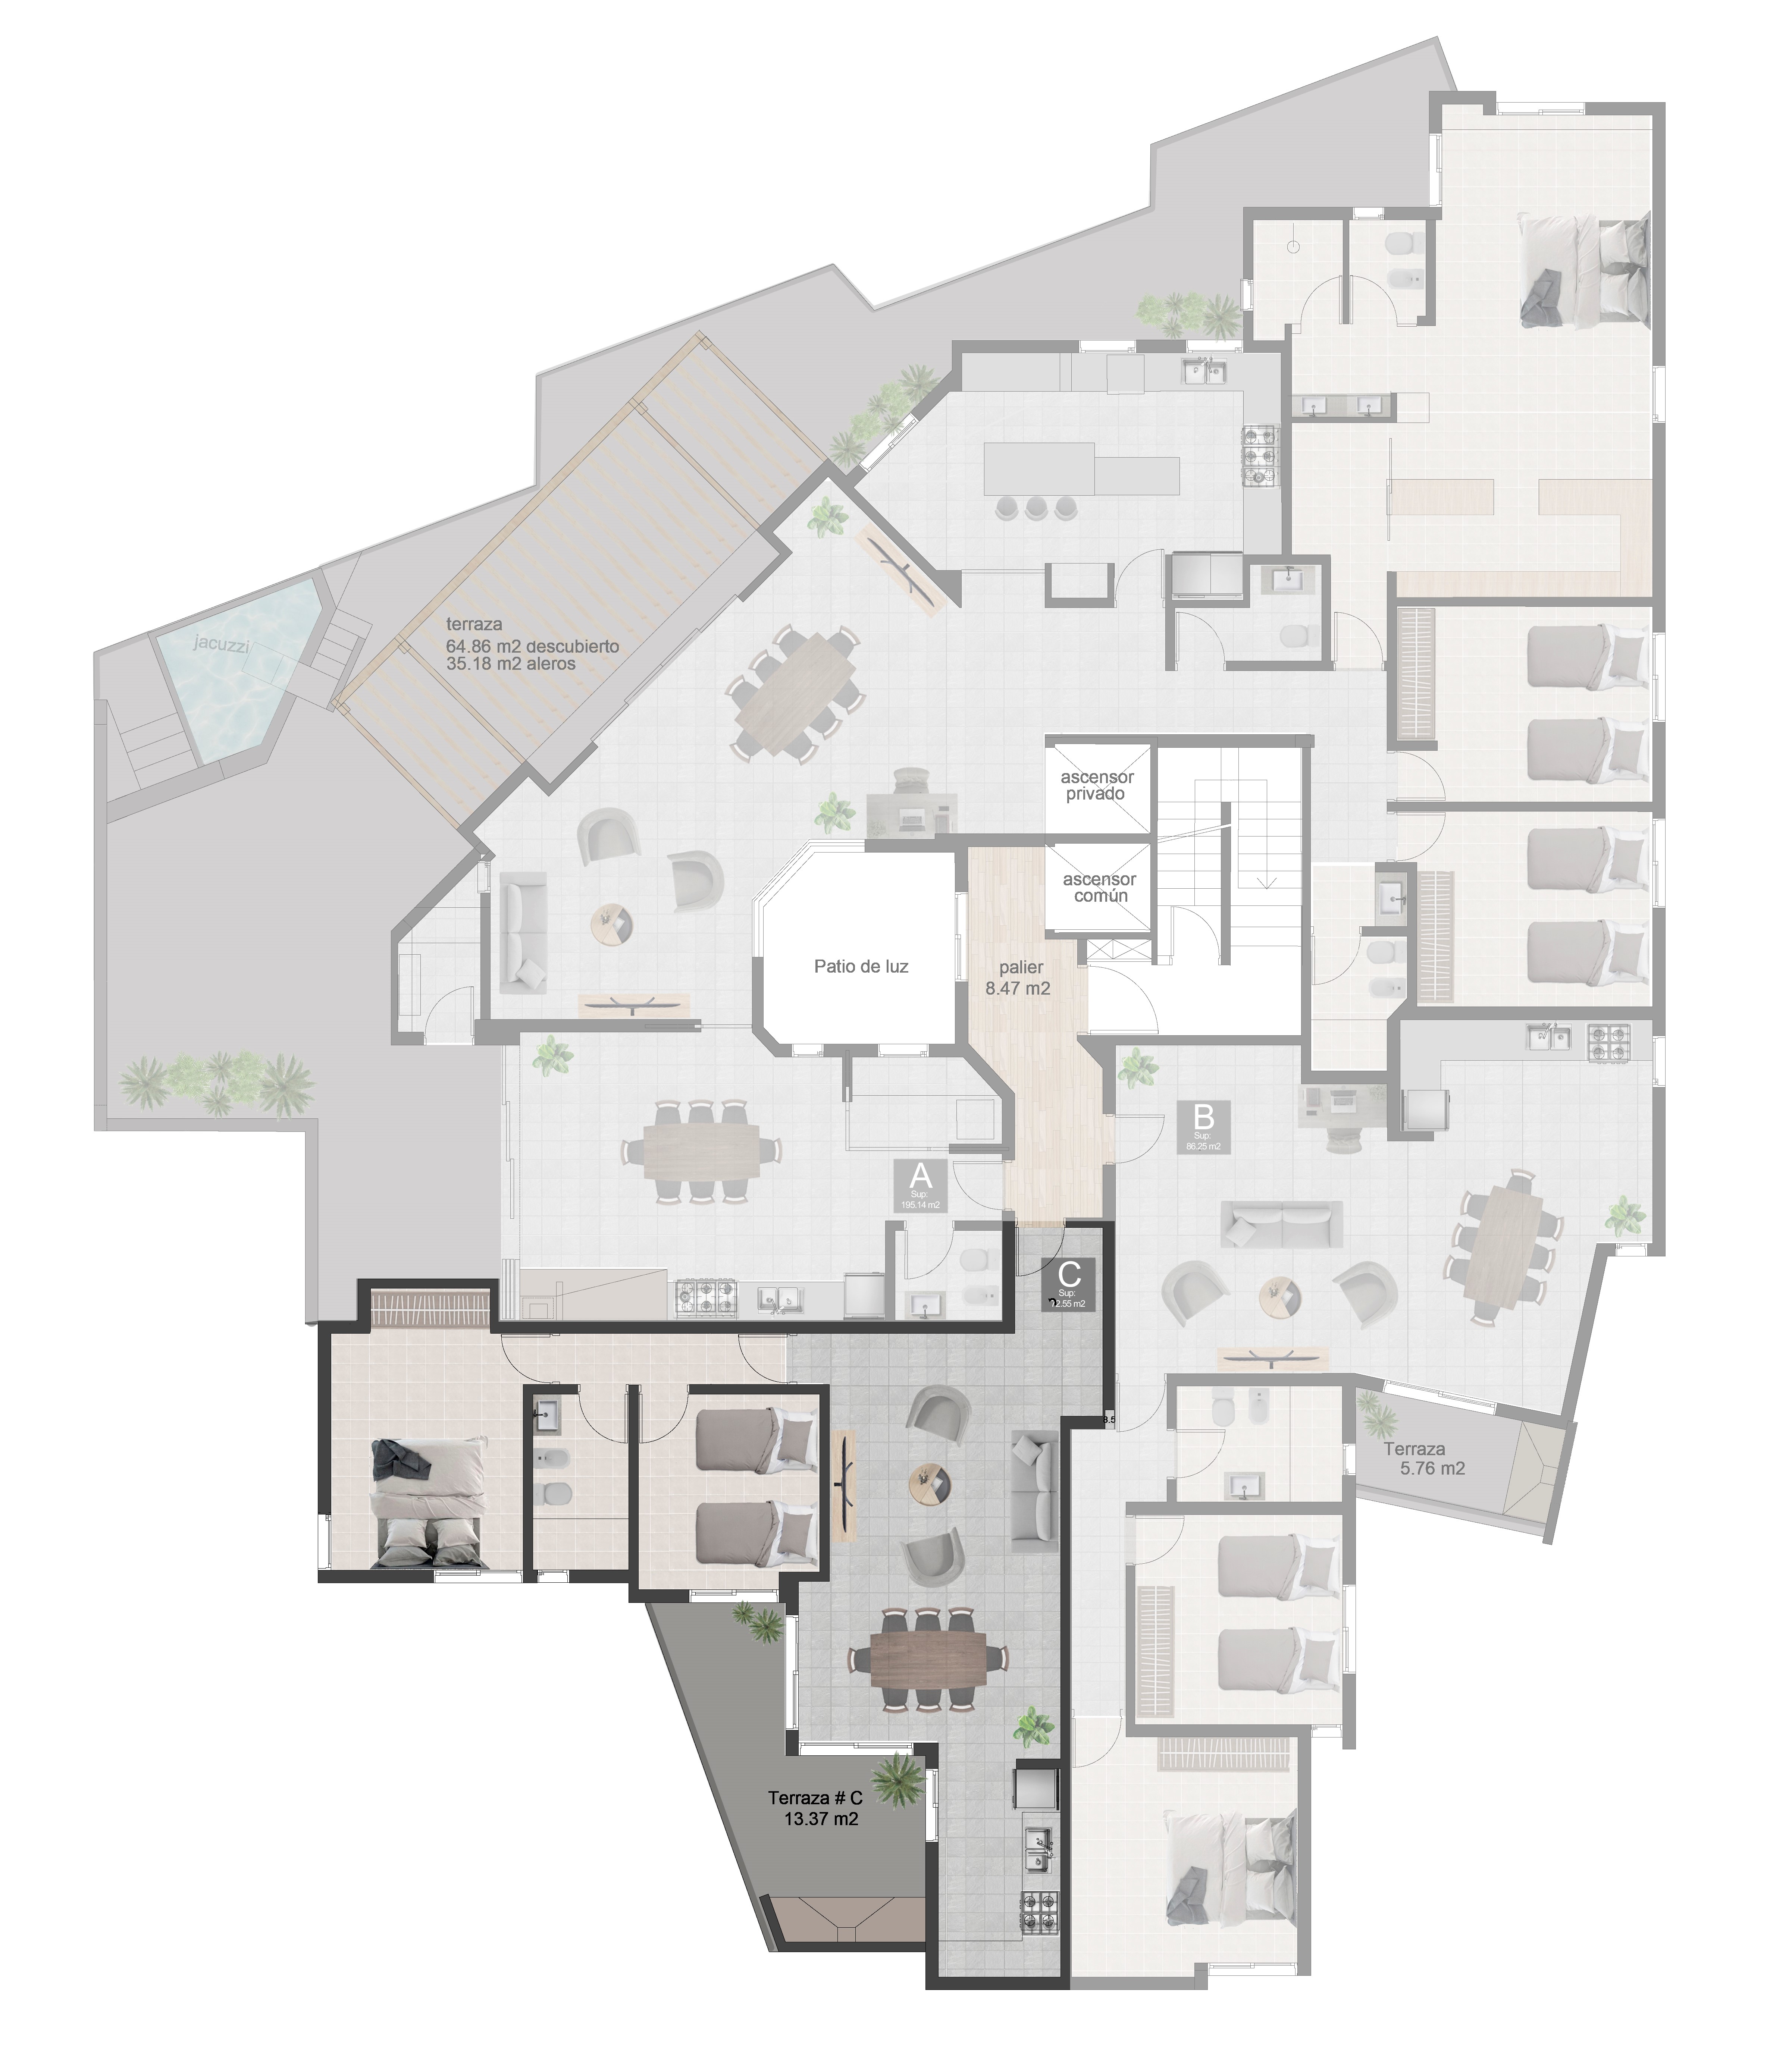 terraza
64.86 m2 descubierto
35.18 m2 aleros
jacuzzi
ascensor
privado
ascensor
común
Patio de luz
palier
8.47 m2
B
Sup:
86.25 m2
A
Sup:
195.14 m2
C
Sup:
72.55 m2
3.5
Terraza
5.76 m2
Terraza # C
13.37 m2